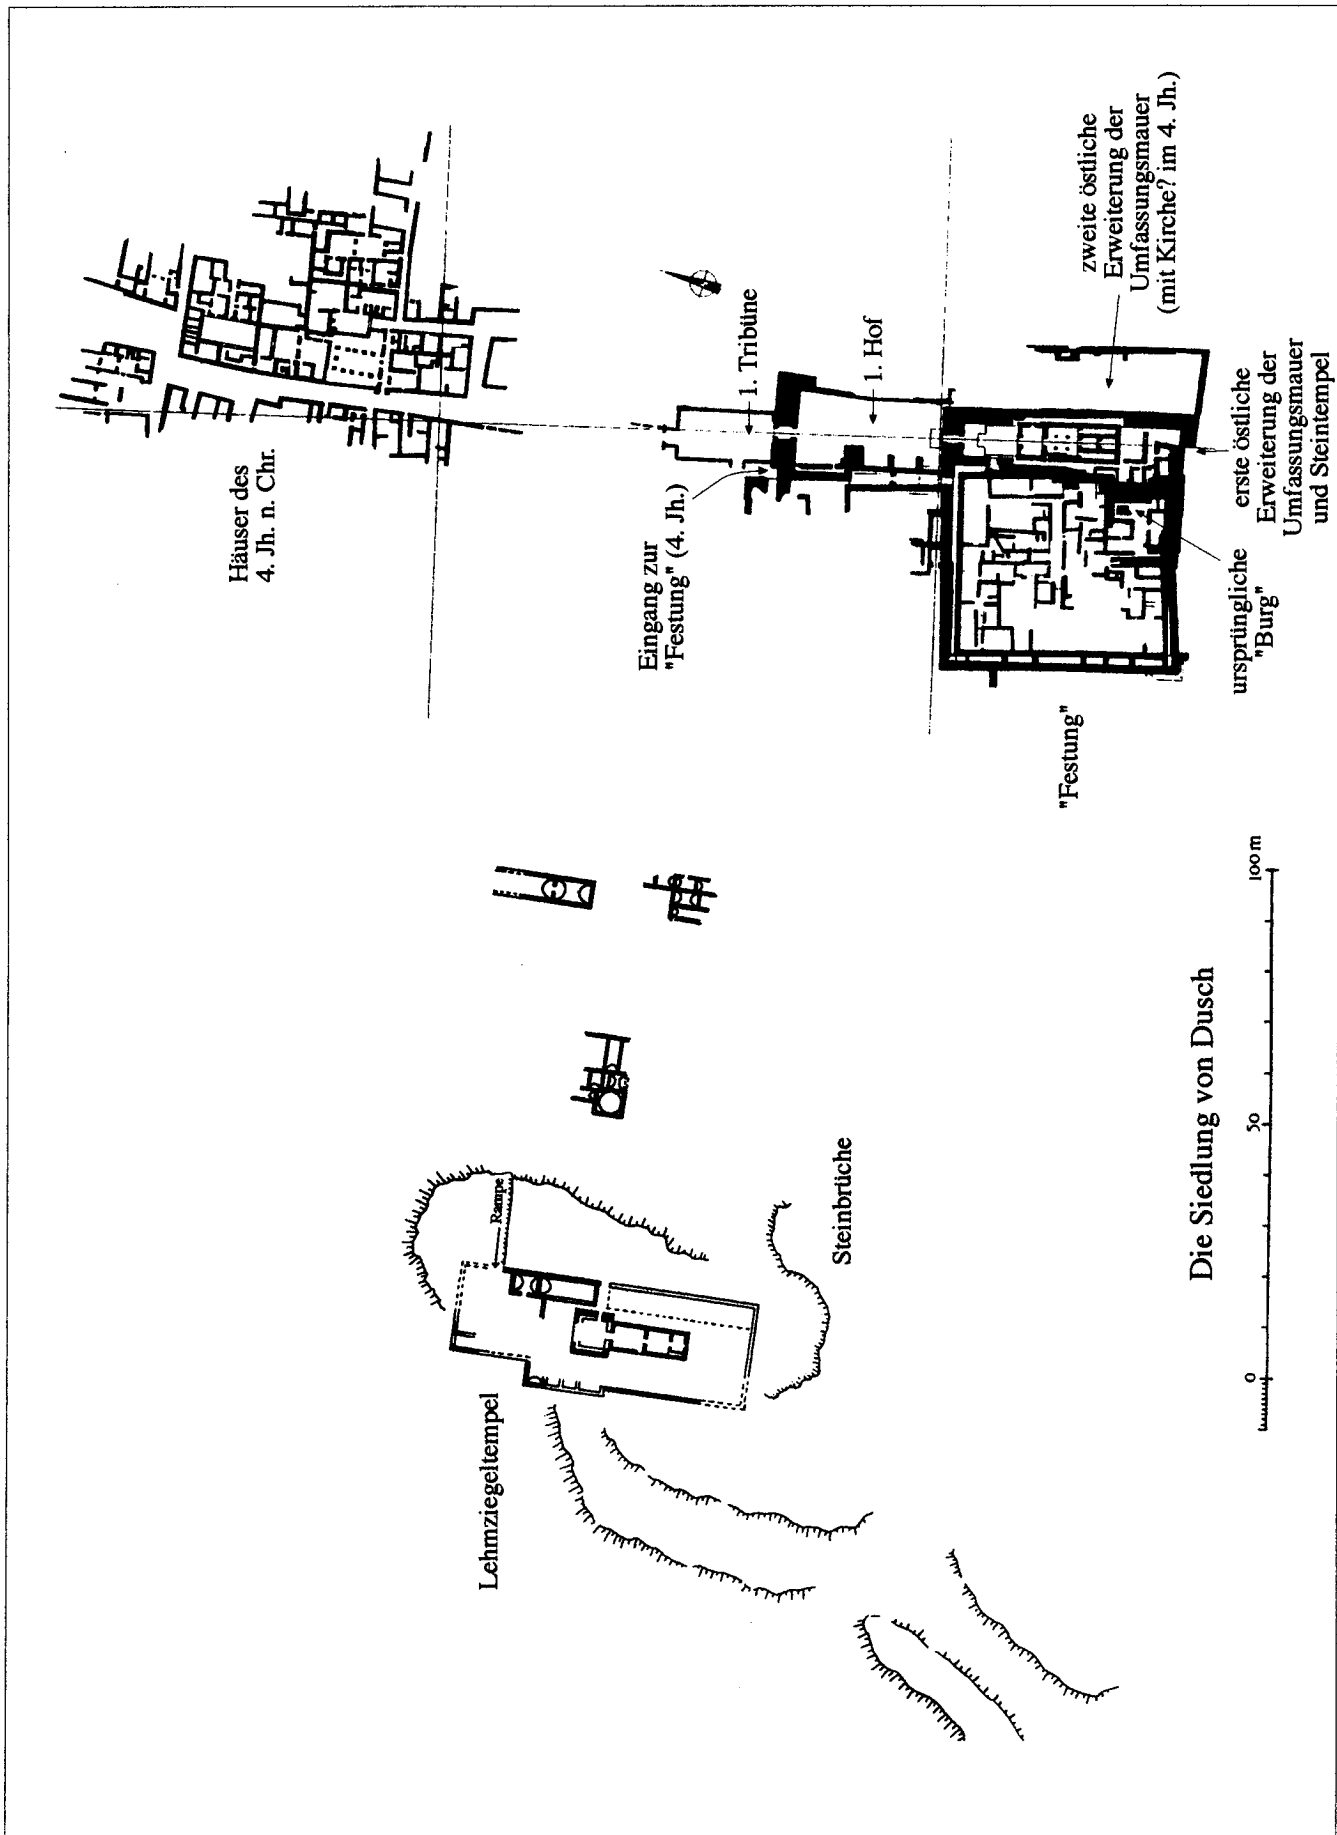 Häuser des
4. Jh. n. Chr.
Eingang zur
"Festung" (4. Jh.)
1. Tribüne
1. Hof
zweite östliche
Erweiterung der
Umfassungsmauer
(mit Kirche? im 4. Jh.)
erste östliche
Erweiterung der
Umfassungsmauer
und Steintempel
ursprüngliche
"Burg"
"Festung"
Lehmziegeltempel
Rampe
Steinbrüche
Die Siedlung von Dusch
0 50 100 m